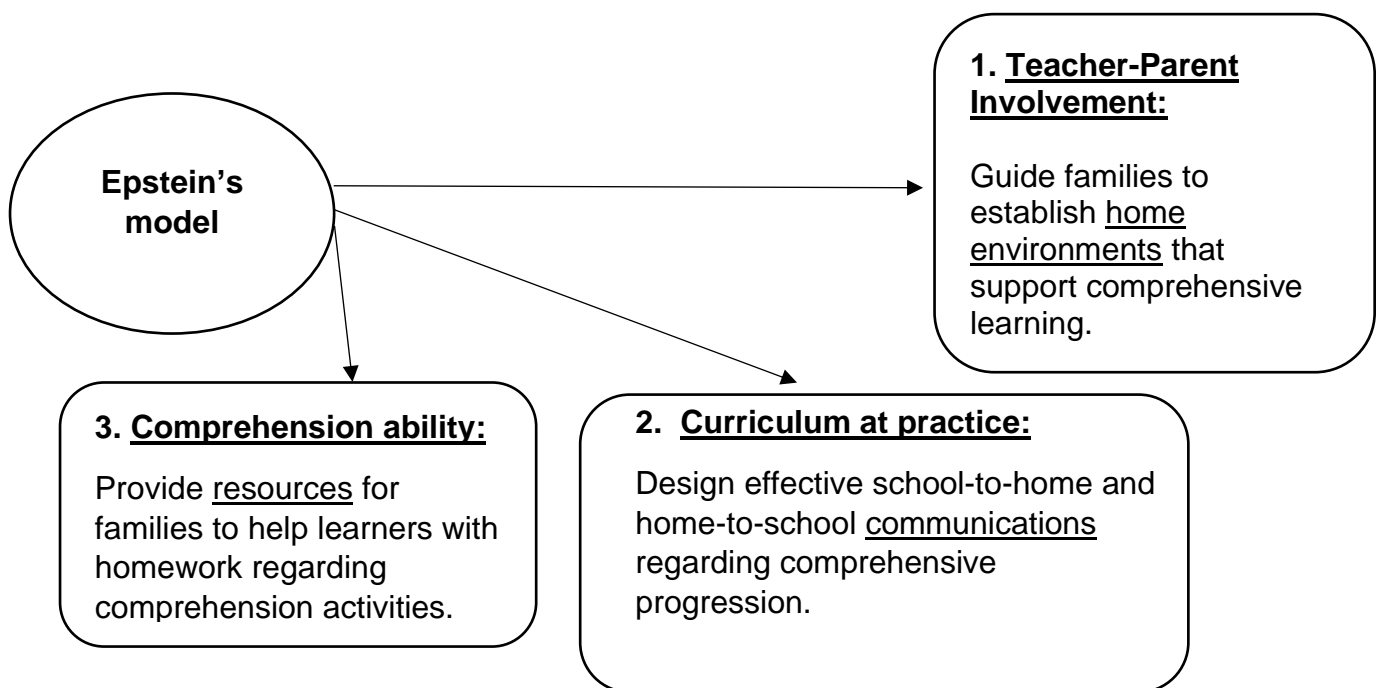 Epstein’s
model
1. Teacher-Parent
Involvement:
Guide families to
establish home
environments that
support comprehensive
learning.
2. Curriculum at practice:
Design effective school-to-home and
home-to-school communications
regarding comprehensive
progression.
3. Comprehension ability:
Provide resources for
families to help learners with
homework regarding
comprehension activities.